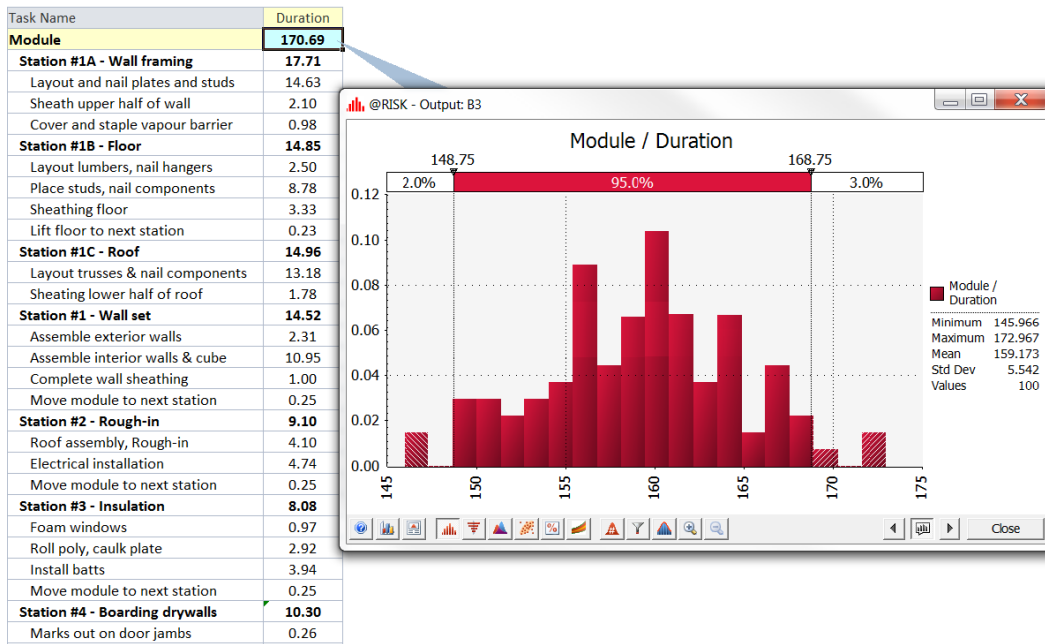 Task Name Duration
Module 170.69
Station #1A - Wall framing 17.71
Layout and nail plates and studs 14.63
Sheath upper half of wall 2.10
Cover and staple vapour barrier 0.98
Station #1B - Floor 14.85
Layout lumbers, nail hangers 2.50
Place studs, nail components 8.78
Sheathing floor 3.33
Lift floor to next station 0.23
Station #1C - Roof 14.96
Layout trusses & nail components 13.18
Sheating lower half of roof 1.78
Station #1 - Wall set 14.52
Assemble exterior walls 2.31
Assemble interior walls & cube 10.95
Complete wall sheathing 1.00
Move module to next station 0.25
Station #2 - Rough-in 9.10
Roof assembly, Rough-in 4.10
Electrical installation 4.74
Move module to next station 0.25
Station #3 - Insulation 8.08
Foam windows 0.97
Roll poly, caulk plate 2.92
Install batts 3.94
Move module to next station 0.25
Station #4 - Boarding drywalls 10.30
Marks out on door jambs 0.26
@RISK - Output: B3
Module / Duration
148.75 168.75
2.0% 95.0% 3.0%
0.12
0.10
0.08
0.06
0.04
0.02
0.00
145 150 155 160 165 170 175
Module /
Duration
Minimum 145.966
Maximum 172.967
Mean 159.173
Std Dev 5.542
Values 100
Close